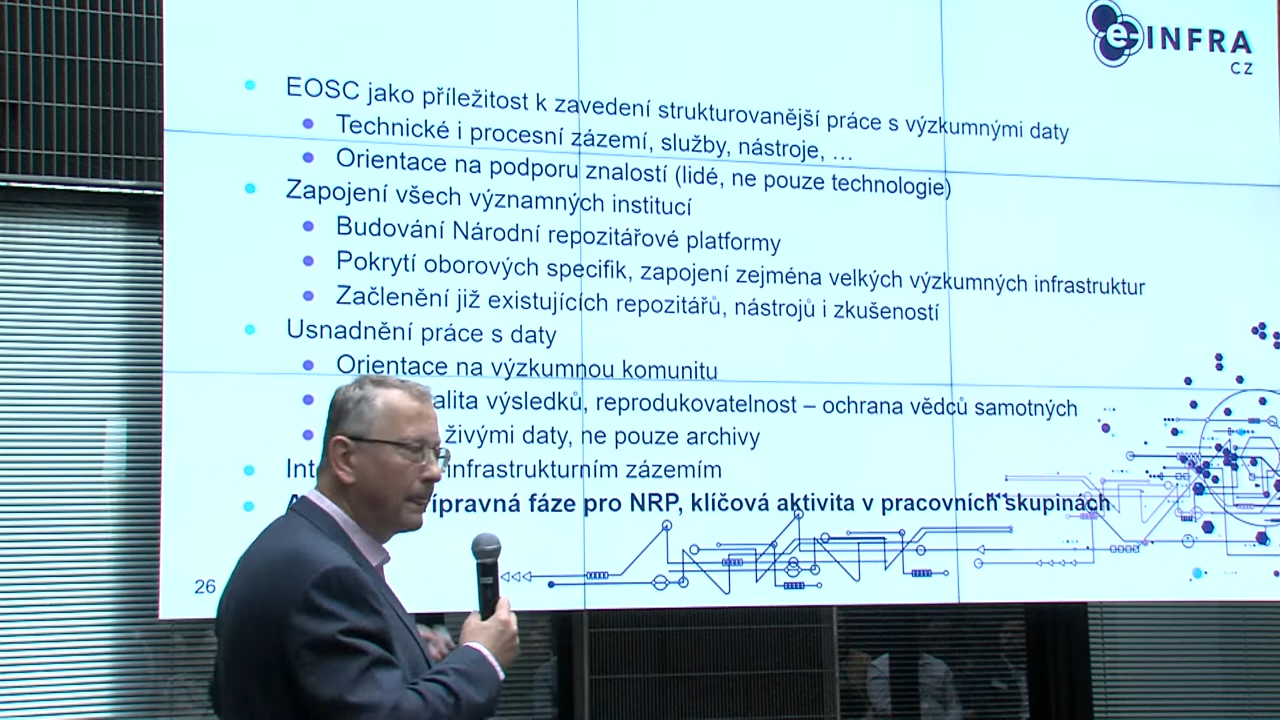 e INFRA
CZ
EOSC jako příležitost k zavedení strukturovanější práce s výzkumnými daty
Technické i procesní zázemí, služby, nástroje, …
Orientace na podporu znalostí (lidé, ne pouze technologie)
Zapojení všech významných institucí
Budování Národní repozitářové platformy
Pokrytí oborových specifik, zapojení zejména velkých výzkumných infrastruktur
Začlenění již existujících repozitářů, nástrojů i zkušeností
Usnadnění práce s daty
Orientace na výzkumnou komunitu
výsledků, reprodukovatelnost – ochrana vědců samotných
živými daty, ne pouze archivy
infrastrukturním zázemím
fáze pro NRP, klíčová aktivita v pracovních skupinách
26